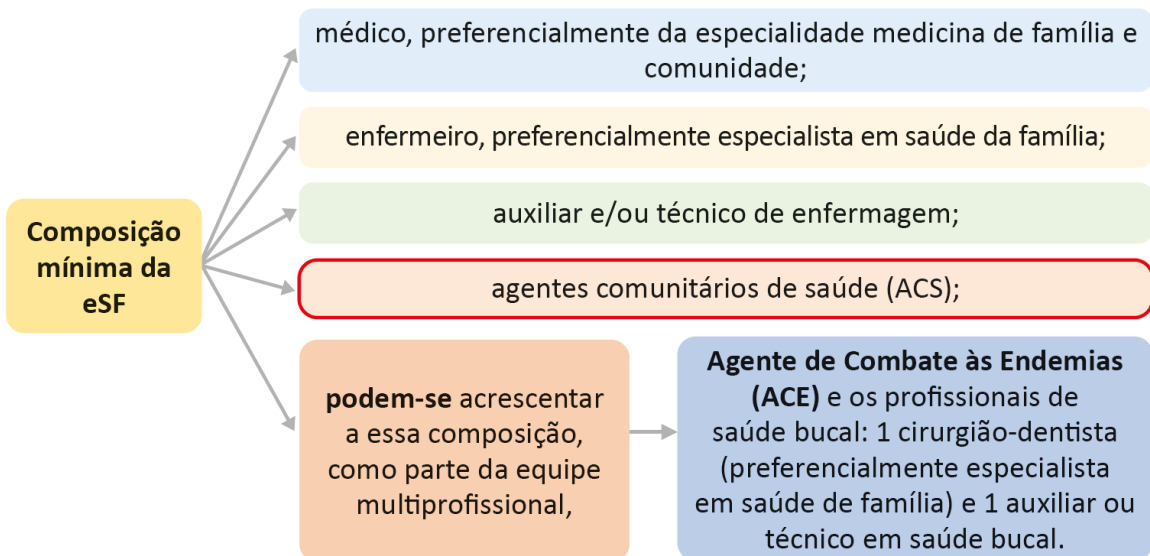 Composição
mínima da
eSF
médico, preferencialmente da especialidade medicina de família e
comunidade;
enfermeiro, preferencialmente especialista em saúde da família;
auxiliar e/ou técnico de enfermagem;
agentes comunitários de saúde (ACS);
podem-se acrescentar
a essa composição,
como parte da equipe
multiprofissional,
Agente de Combate às Endemias
(ACE) e os profissionais de
saúde bucal: 1 cirurgião-dentista
(preferencialmente especialista
em saúde de família) e 1 auxiliar ou
técnico em saúde bucal.